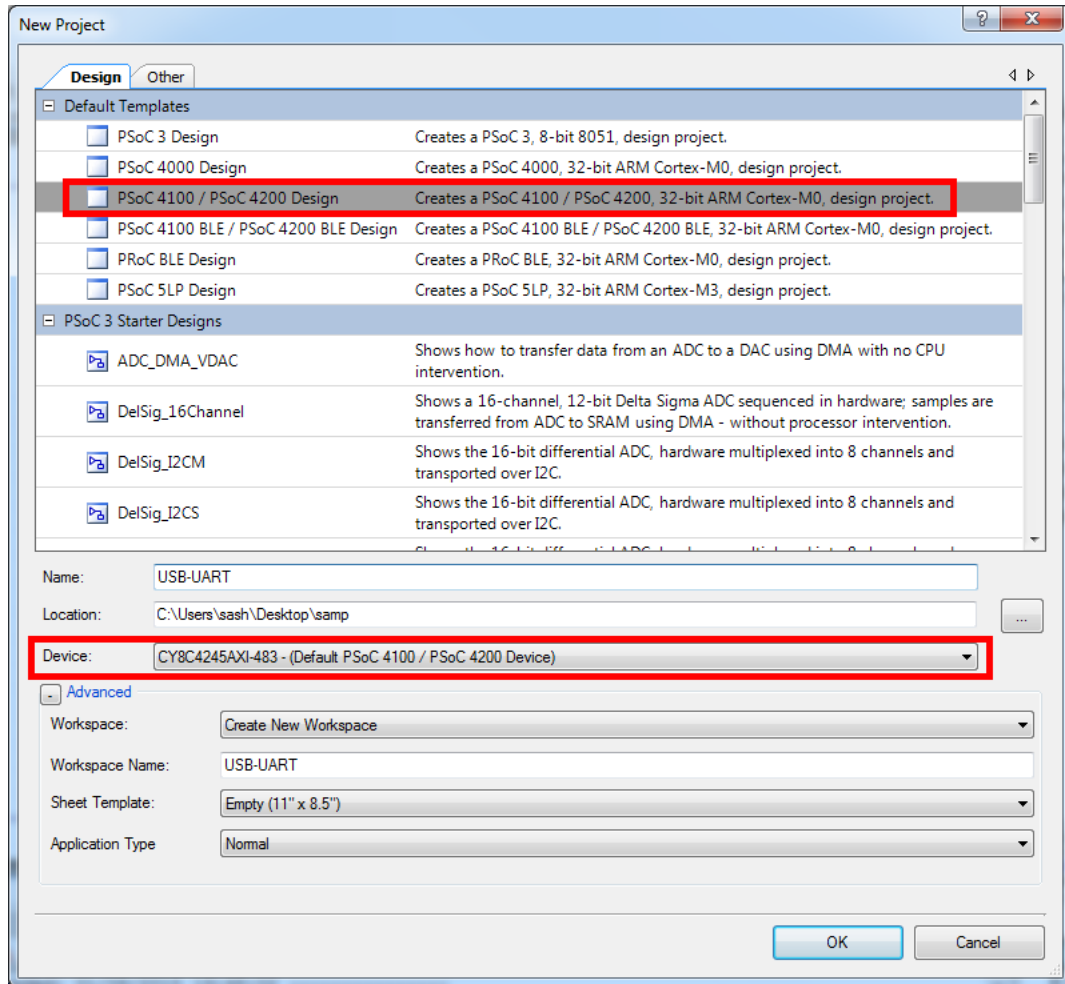 New Project
Design Other
Default Templates
PSoC 3 Design Creates a PSoC 3, 8-bit 8051, design project.
PSoC 4000 Design Creates a PSoC 4000, 32-bit ARM Cortex-M0, design project.
PSoC 4100 / PSoC 4200 Design Creates a PSoC 4100 / PSoC 4200, 32-bit ARM Cortex-M0, design project.
PSoC 4100 BLE / PSoC 4200 BLE Design Creates a PSoC 4100 BLE / PSoC 4200 BLE, 32-bit ARM Cortex-M0, design project.
PRoC BLE Design Creates a PRoC BLE, 32-bit ARM Cortex-M0, design project.
PSoC 5LP Design Creates a PSoC 5LP, 32-bit ARM Cortex-M3, design project.
PSoC 3 Starter Designs
ADC_DMA_VDAC Shows how to transfer data from an ADC to a DAC using DMA with no CPU
intervention.
DelSig_16Channel Shows a 16-channel, 12-bit Delta Sigma ADC sequenced in hardware; samples are
transferred from ADC to SRAM using DMA - without processor intervention.
DelSig_I2CM Shows the 16-bit differential ADC, hardware multiplexed into 8 channels and
transported over I2C.
DelSig_I2CS Shows the 16-bit differential ADC, hardware multiplexed into 8 channels and
transported over I2C.
Name: USB-UART
Location: C:\Users\sash\Desktop\samp ...
Device: CY8C4245AXI-483 - (Default PSoC 4100 / PSoC 4200 Device)
Advanced
Workspace: Create New Workspace
Workspace Name: USB-UART
Sheet Template: Empty (11" x 8.5")
Application Type Normal
OK Cancel